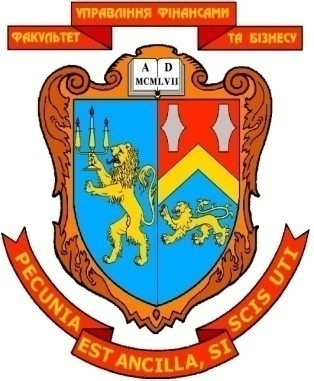 УПРАВЛІННЯ ФІНАНСАМИ
ФАКУЛЬТЕТ ТА БІЗНЕСУ
A D
MCMLVII
PECUNIA EST ANCILLA, SI SCIS UTI